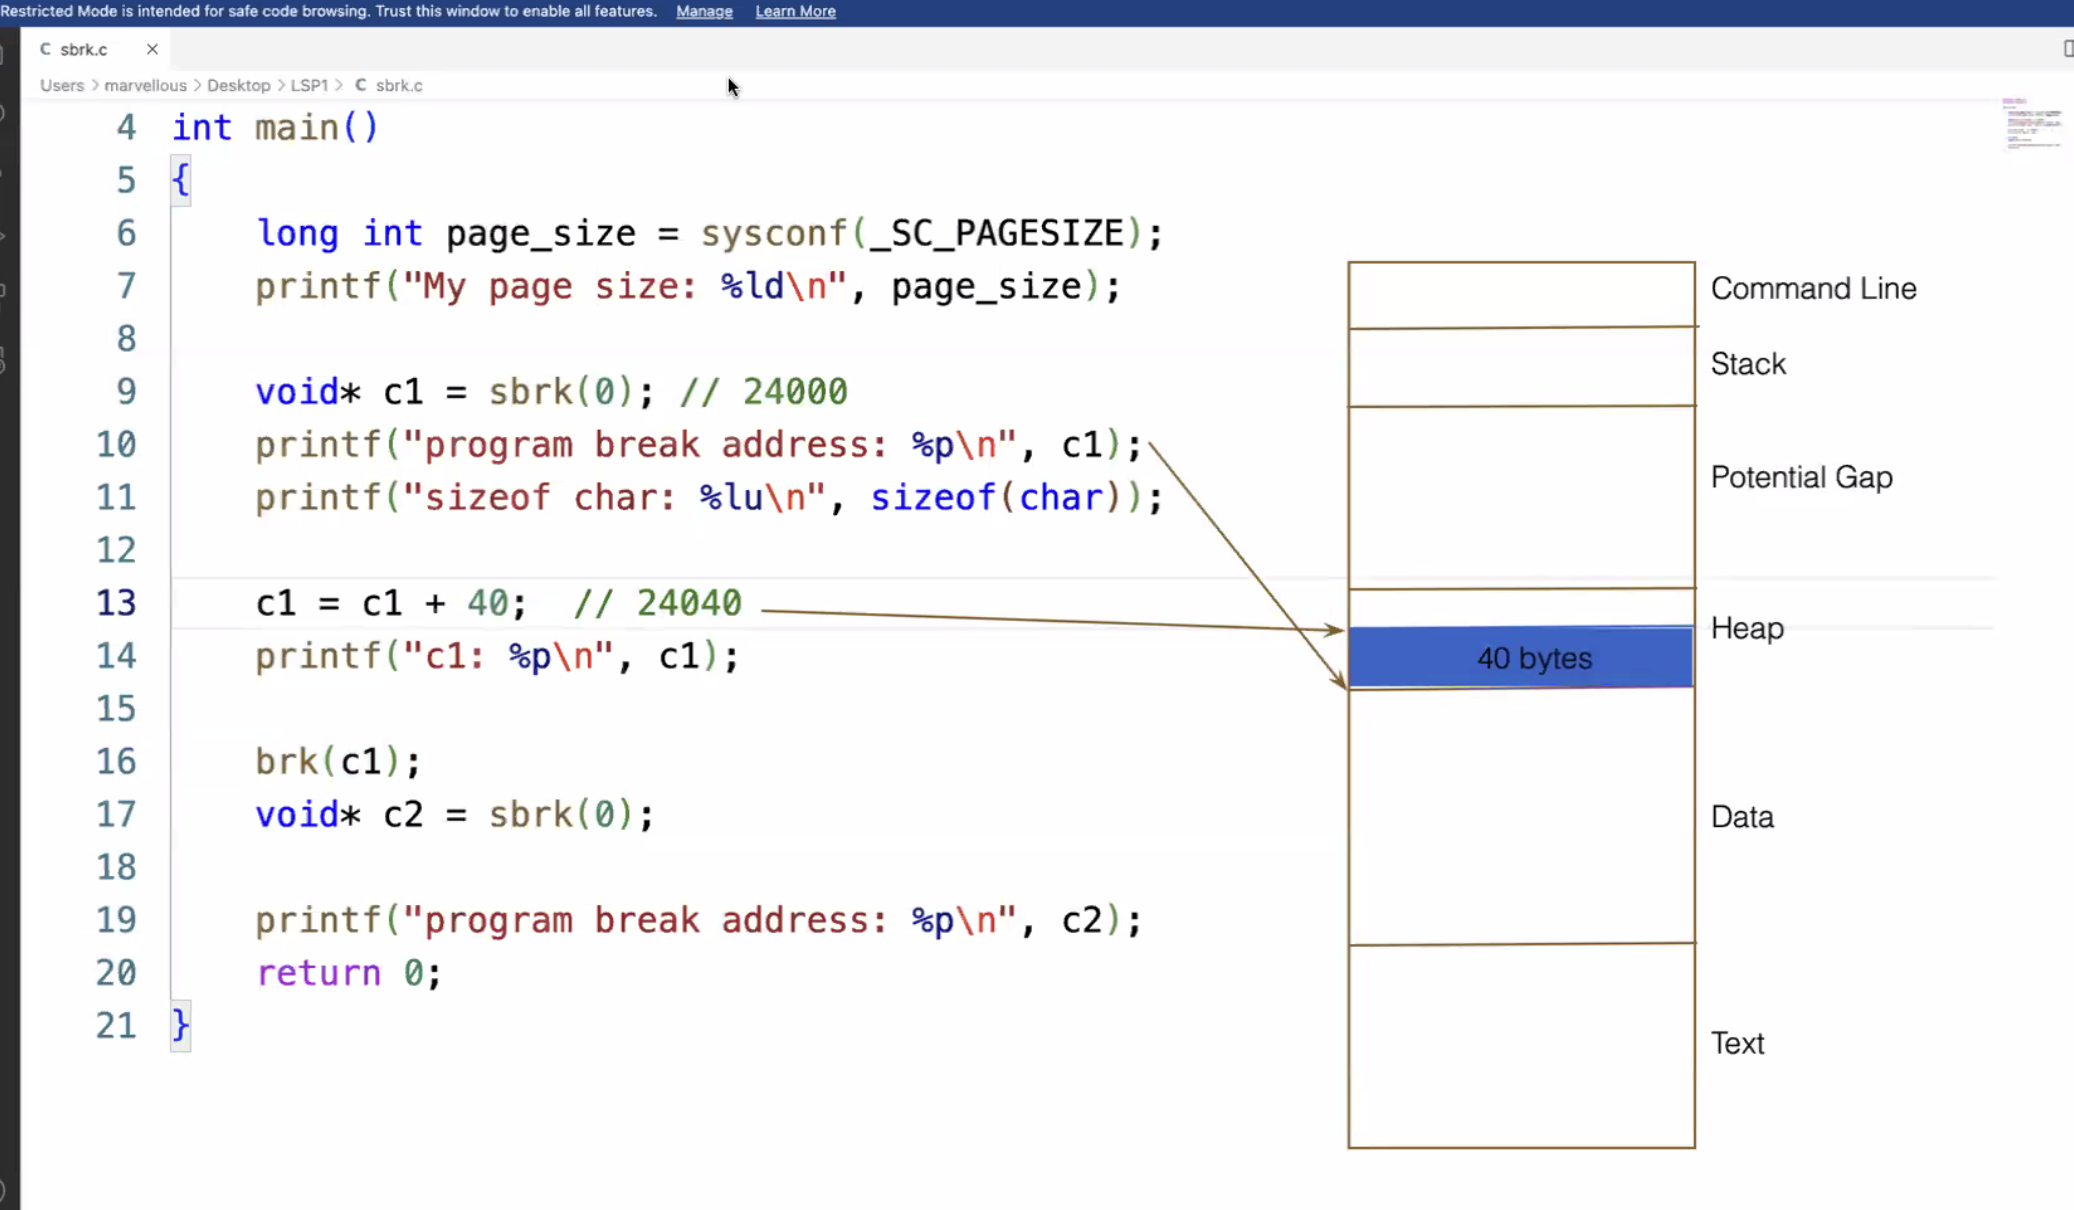 Restricted Mode is intended for safe code browsing. Trust this window to enable all features. Manage Learn More
C sbrk.c ×
Users > marvellous > Desktop > LSP1 > C sbrk.c
4 int main()
5 {
6 long int page_size = sysconf(_SC_PAGESIZE);
7 printf("My page size: %ld\n", page_size);
8
9 void* c1 = sbrk(0); // 24000
10 printf("program break address: %p\n", c1);
11 printf("sizeof char: %lu\n", sizeof(char));
12
13 c1 = c1 + 40; // 24040
14 printf("c1: %p\n", c1);
15
16 brk(c1);
17 void* c2 = sbrk(0);
18
19 printf("program break address: %p\n", c2);
20 return 0;
21 }
Command Line
Stack
Potential Gap
Heap
40 bytes
Data
Text